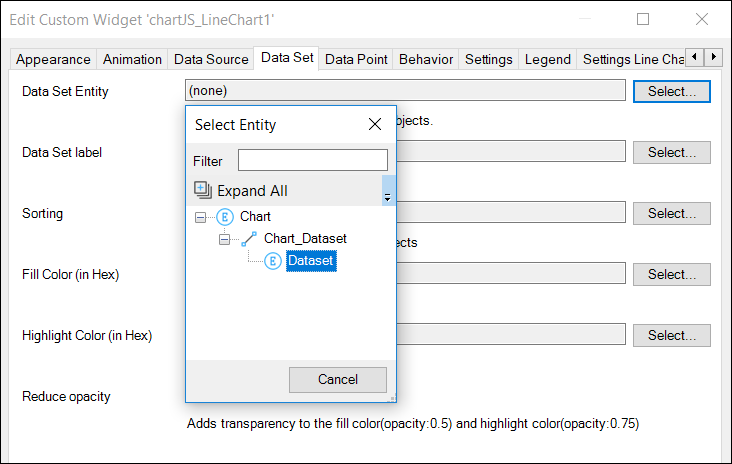 Edit Custom Widget 'chartJS_LineChart1'
Appearance Animation Data Source Data Set Data Point Behavior Settings Legend Settings Line Cha
Data Set Entity (none) Select...
bjects.
Select Entity
Data Set label Select...
Filter
Expand All
Sorting Select...
E Chart
Chart_Dataset
ects
E Dataset
Fill Color (in Hex) Select...
Highlight Color (in Hex) Select...
Cancel
Reduce opacity
Adds transparency to the fill color(opacity:0.5) and highlight color(opacity:0.75)